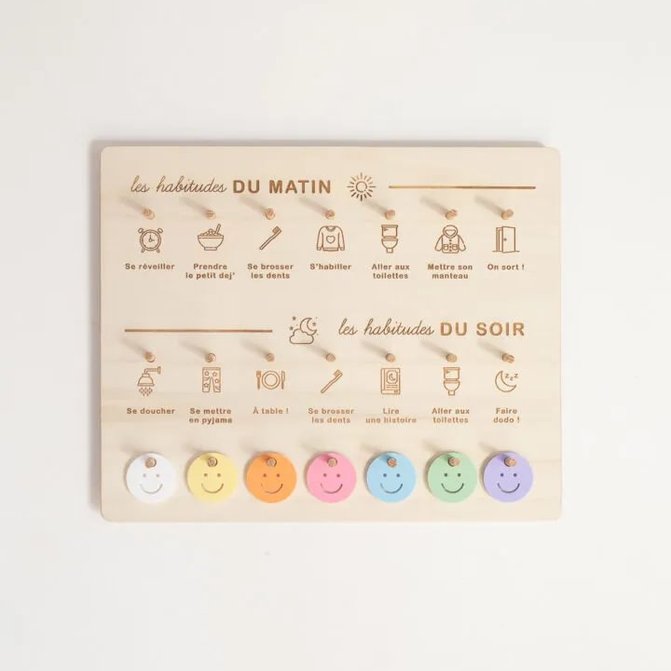 les habitudes DU MATIN
Se réveiller
Prendre
le petit dej'
Se brosser
les dents
S'habiller
Aller aux
toilettes
Mettre son
manteau
On sort !
les habitudes DU SOIR
Se doucher
Se mettre
en pyjama
À table !
Se brosser
les dents
Lire
une histoire
Aller aux
toilettes
Faire
dodo !